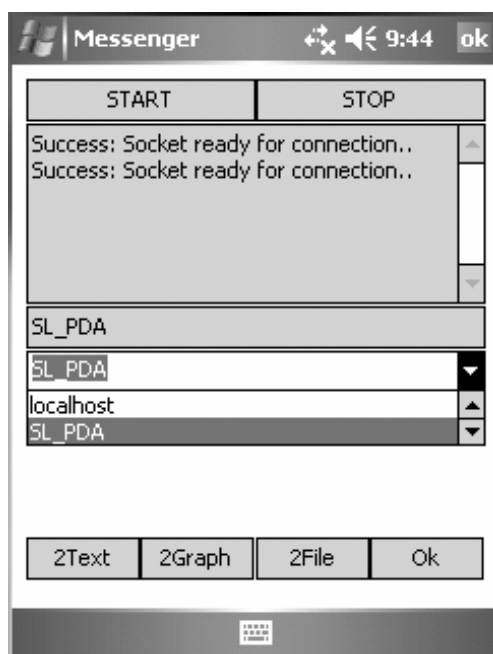 Messenger 9:44 ok
START STOP
Success: Socket ready for connection..
Success: Socket ready for connection..
SL_PDA
SL_PDA
localhost
SL_PDA
2Text 2Graph 2File Ok